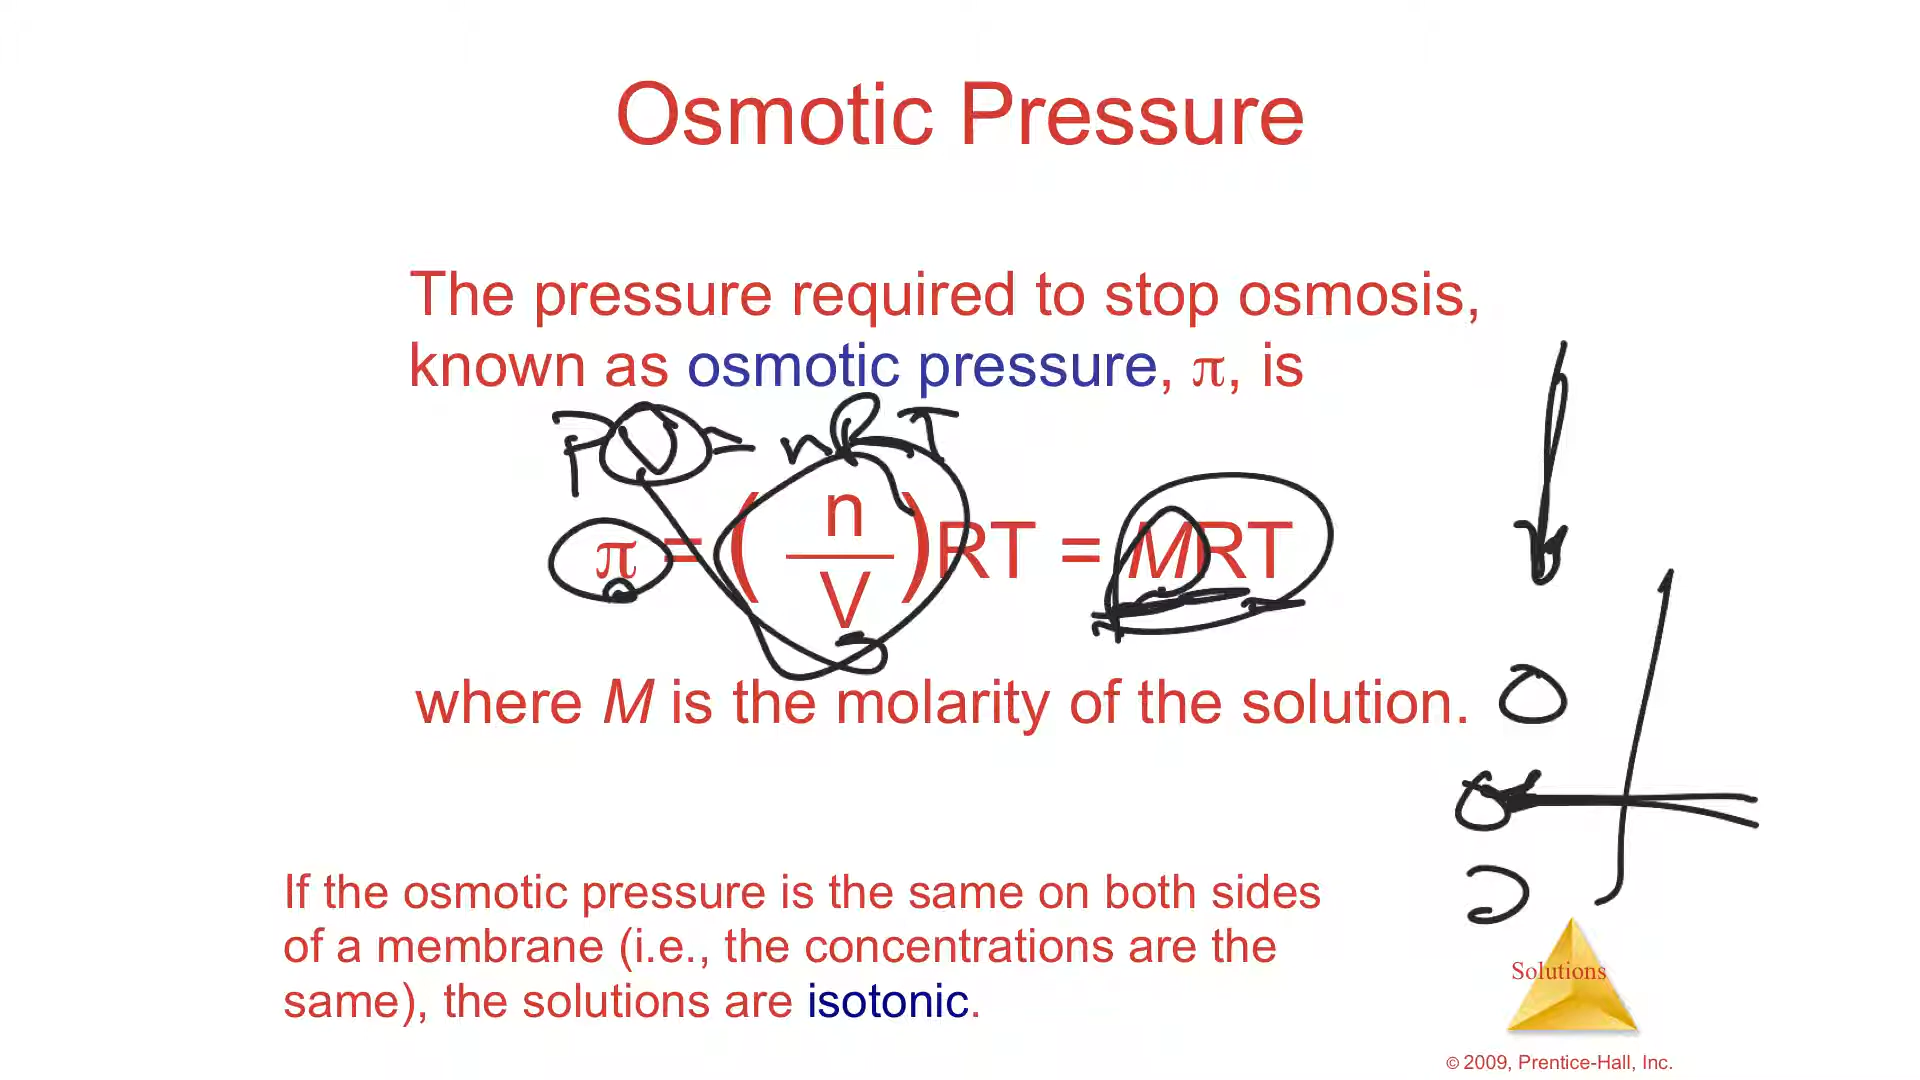 Osmotic Pressure
The pressure required to stop osmosis,
known as osmotic pressure, π, is
PV = nRT
π = ( n / V ) RT = MRT
where M is the molarity of the solution.
If the osmotic pressure is the same on both sides
of a membrane (i.e., the concentrations are the
same), the solutions are isotonic.
Solutions
© 2009, Prentice-Hall, Inc.